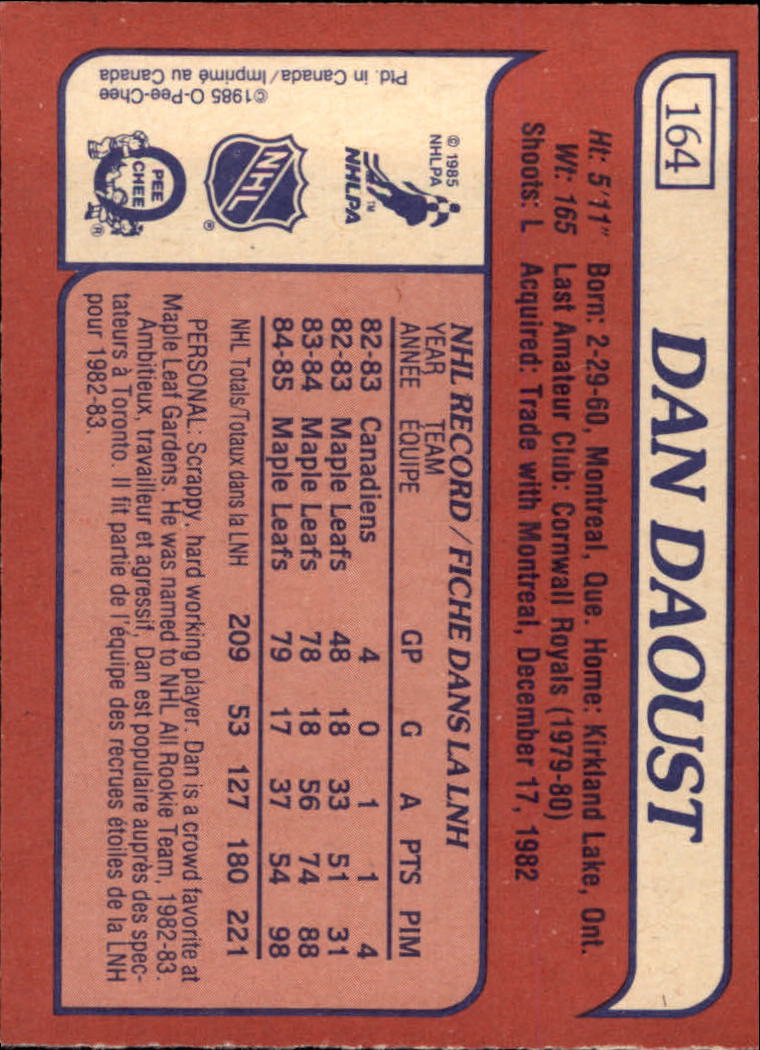 164
DAN DAOUST
Ht: 5'11" Born: 2-29-60, Montreal, Que. Home: Kirkland Lake, Ont.
Wt: 165 Last Amateur Club: Cornwall Royals (1979-80)
Shoots: L Acquired: Trade with Montreal, December 17, 1982
© 1985
NHLPA
NHLPA
TM
NHL
®
PEE
CHEE
®
©1985 O-Pee-Chee
Ptd. in Canada/Imprimé au Canada
NHL RECORD/FICHE DANS LA LNH
YEAR TEAM
ANNÉE ÉQUIPE GP G A PTS PIM
82-83 Canadiens 4 0 1 1 4
82-83 Maple Leafs 48 18 33 51 31
83-84 Maple Leafs 78 18 56 74 88
84-85 Maple Leafs 79 17 37 54 98
NHL Totals/Totaux dans la LNH 209 53 127 180 221
PERSONAL: Scrappy, hard working player. Dan is a crowd favorite at
Maple Leaf Gardens. He was named to NHL All Rookie Team, 1982-83.
Ambitieux, travailleur et agressif, Dan est populaire auprès des spec-
tateurs à Toronto. Il fit partie de l'équipe des recrues étoiles de la LNH
pour 1982-83.